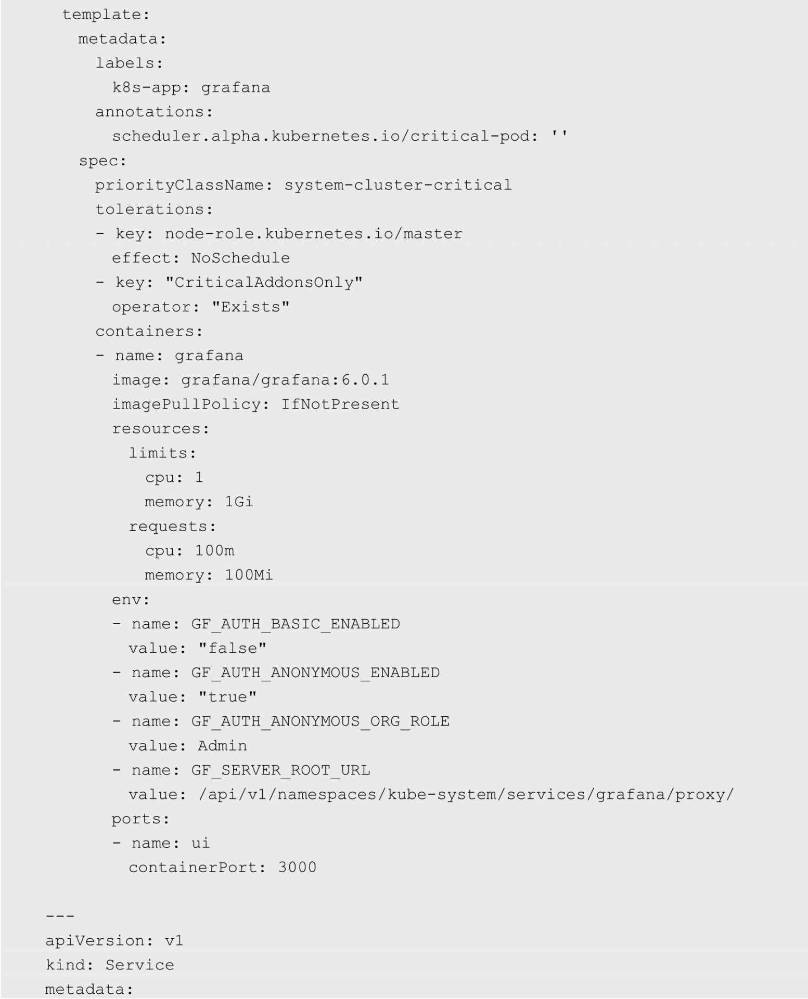 template:
metadata:
labels:
k8s-app: grafana
annotations:
scheduler.alpha.kubernetes.io/critical-pod: ''
spec:
priorityClassName: system-cluster-critical
tolerations:
- key: node-role.kubernetes.io/master
effect: NoSchedule
- key: "CriticalAddonsOnly"
operator: "Exists"
containers:
- name: grafana
image: grafana/grafana:6.0.1
imagePullPolicy: IfNotPresent
resources:
limits:
cpu: 1
memory: 1Gi
requests:
cpu: 100m
memory: 100Mi
env:
- name: GF_AUTH_BASIC_ENABLED
value: "false"
- name: GF_AUTH_ANONYMOUS_ENABLED
value: "true"
- name: GF_AUTH_ANONYMOUS_ORG_ROLE
value: Admin
- name: GF_SERVER_ROOT_URL
value: /api/v1/namespaces/kube-system/services/grafana/proxy/
ports:
- name: ui
containerPort: 3000
---
apiVersion: v1
kind: Service
metadata: